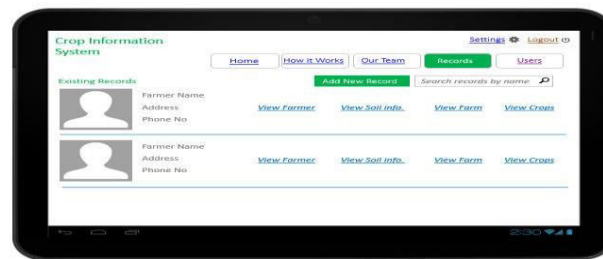 Crop Information
System
Settings Logout
Home How It Works Our Team Records Users
Existing Records Add New Record Search records by name
Farmer Name
Address View Farmer View Soil info. View Farm View Crops
Phone No
Farmer Name
Address View Farmer View Soil info. View Farm View Crops
Phone No
2:30